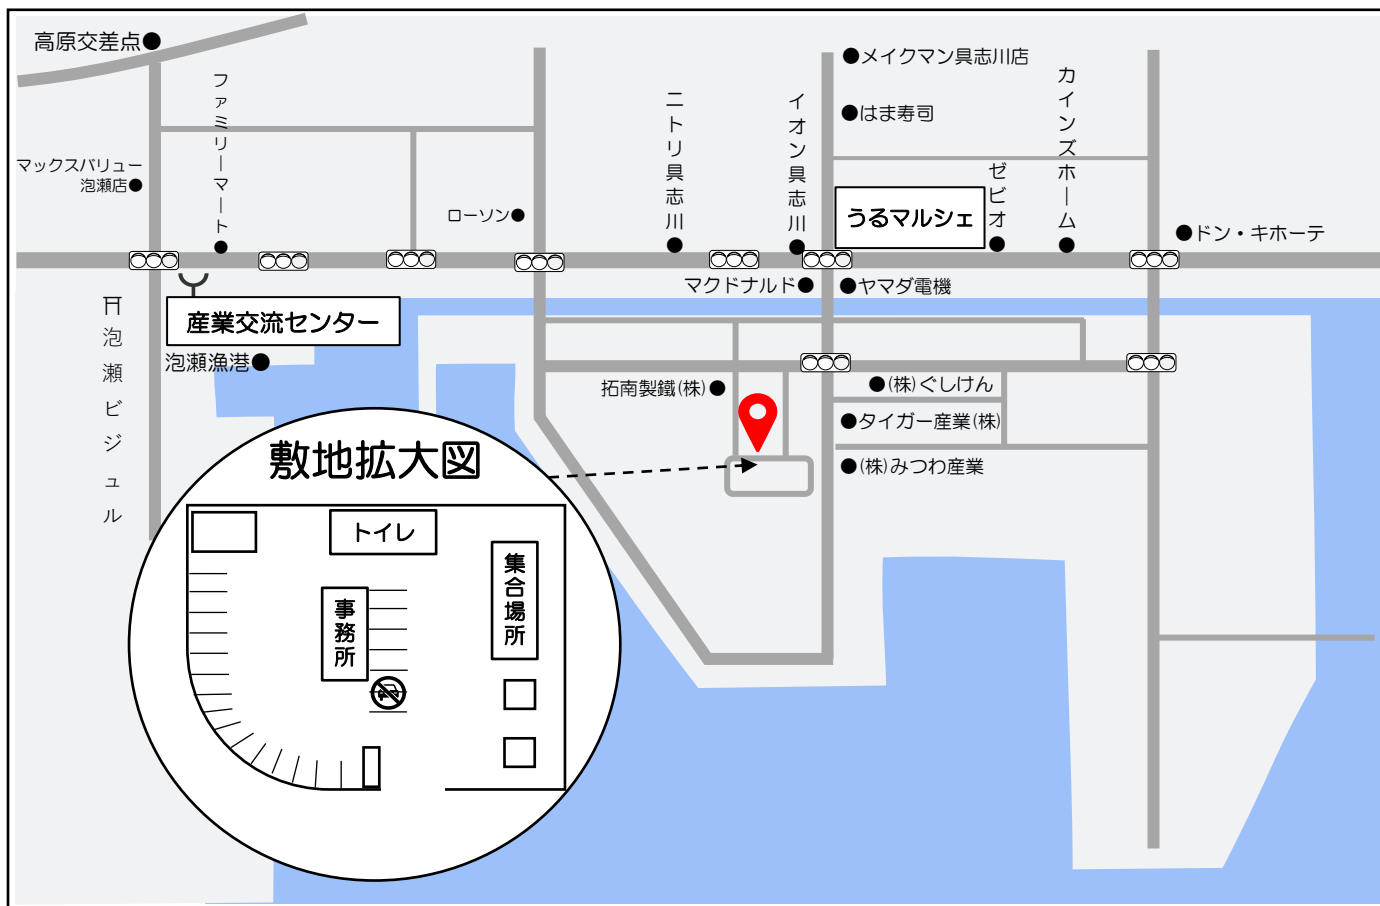 高原交差点
メイクマン具志川店
はま寿司
カインズホーム
ファミリーマート
ニトリ具志川
イオン具志川
マックスバリュー
泡瀬店
ゼビオ
ローソン
うるマルシェ
ドン・キホーテ
マクドナルド
ヤマダ電機
泡瀬ビジュル
産業交流センター
泡瀬漁港
拓南製鐵(株)
(株)ぐしけん
タイガー産業(株)
(株)みつわ産業
敷地拡大図
トイレ
集合場所
事務所